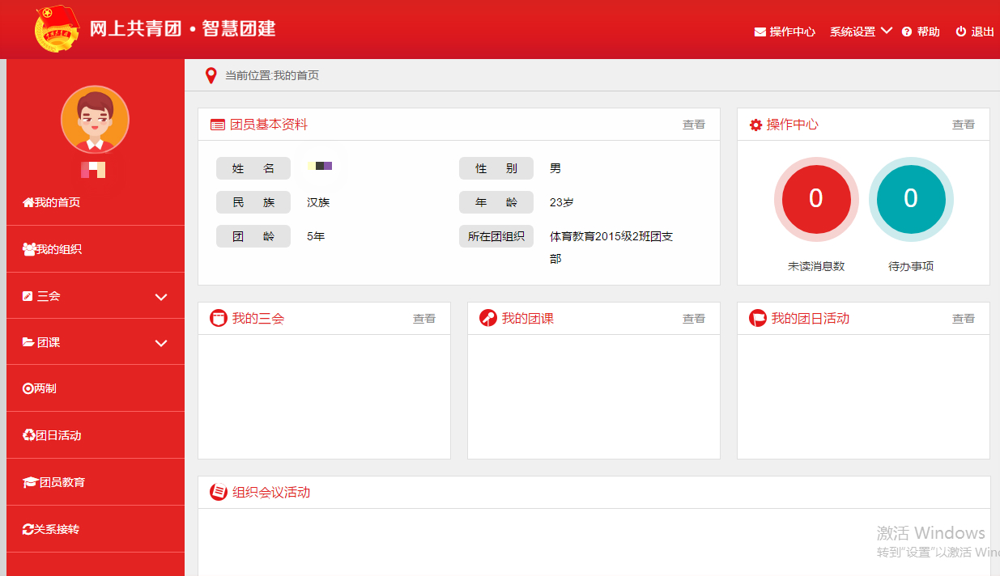 网上共青团·智慧团建
操作中心 系统设置 帮助 退出
当前位置:我的首页
我的首页
我的组织
三会
团课
两制
团日活动
团员教育
关系接转
团员基本资料 查看
姓 名
性 别 男
民 族 汉族
年 龄 23岁
团 龄 5年
所在团组织 体育教育2015级2班团支
部
操作中心 查看
0 0
未读消息数 待办事项
我的三会 查看
我的团课 查看
我的团日活动 查看
组织会议活动
激活 Windows
转到"设置"以激活 Win